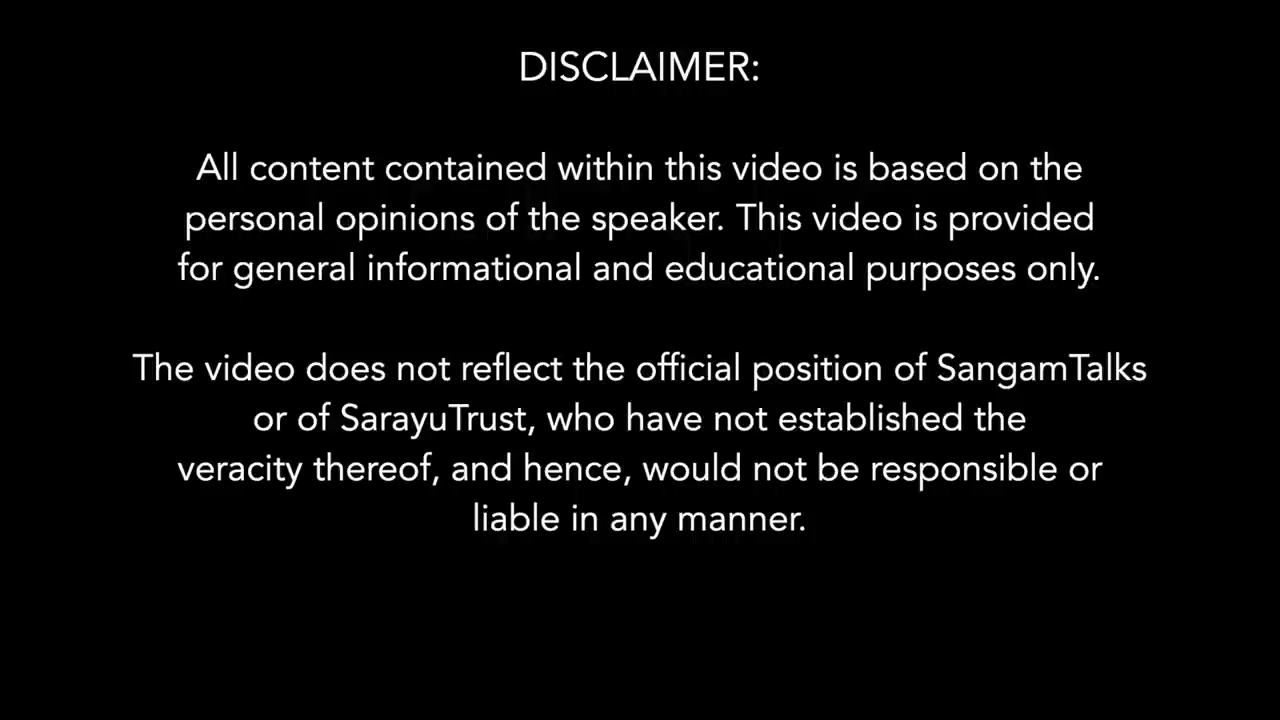 DISCLAIMER:
All content contained within this video is based on the
personal opinions of the speaker. This video is provided
for general informational and educational purposes only.
The video does not reflect the official position of SangamTalks
or of SarayuTrust, who have not established the
veracity thereof, and hence, would not be responsible or
liable in any manner.